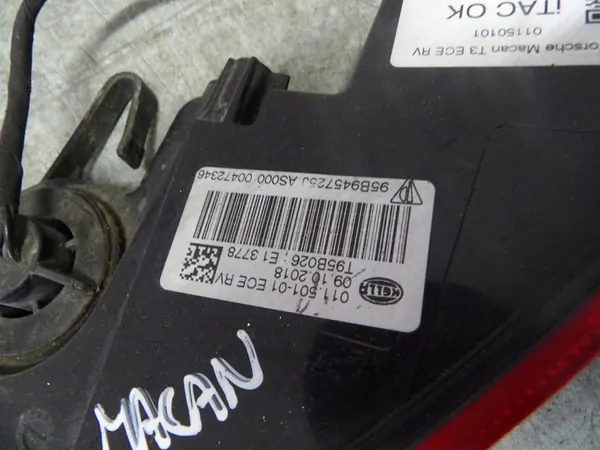 iTAC OK
01150101
orsche Macan T3 ECE RV
011 501-01 ECE RV
09.10.2018
T95B026 : E1 3778
HELLA
95B945725J AS000 00472346
MACAN